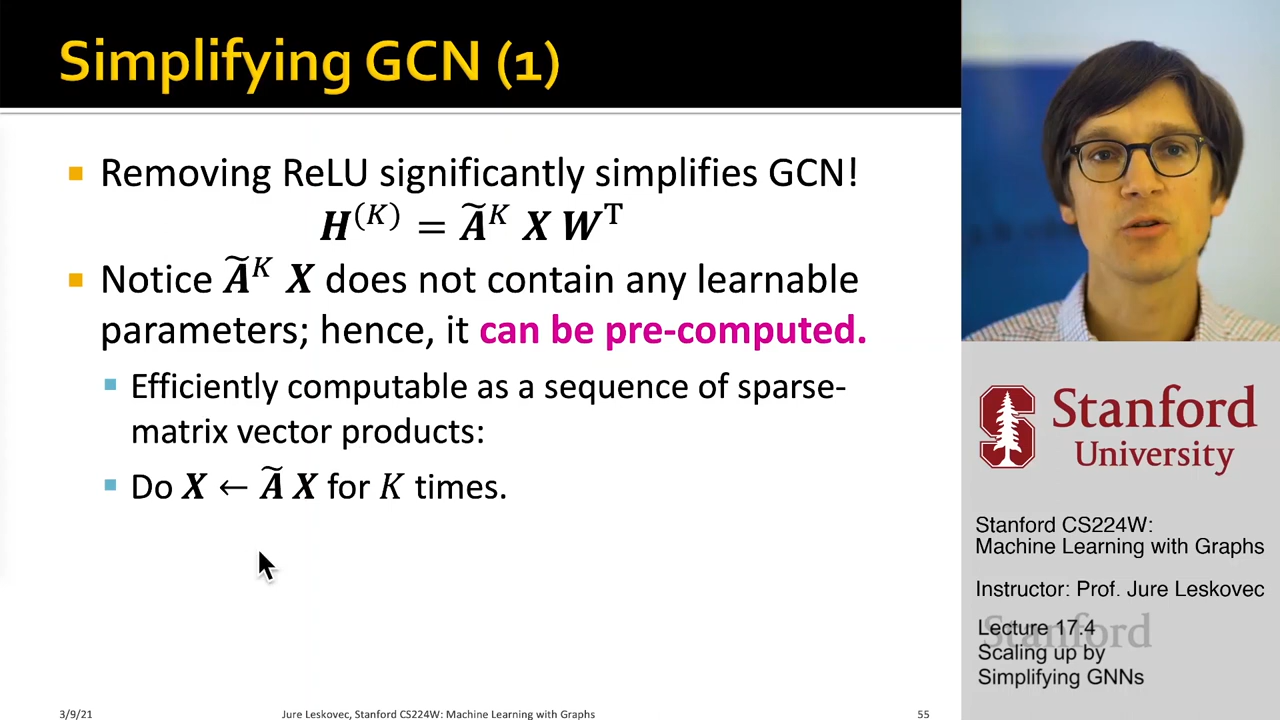 Simplifying GCN (1)
Removing ReLU significantly simplifies GCN!
𝑯^(𝐾) = Ã^𝐾 𝑿 𝑾^T
Notice Ã^𝐾 𝑿 does not contain any learnable
parameters; hence, it can be pre-computed.
Efficiently computable as a sequence of sparse-
matrix vector products:
Do 𝑿 ← Ã 𝑿 for 𝐾 times.
3/9/21
Jure Leskovec, Stanford CS224W: Machine Learning with Graphs
55
S
Stanford
University
Stanford CS224W:
Machine Learning with Graphs
Instructor: Prof. Jure Leskovec
Stanford
Lecture 17.4
Scaling up by
Simplifying GNNs